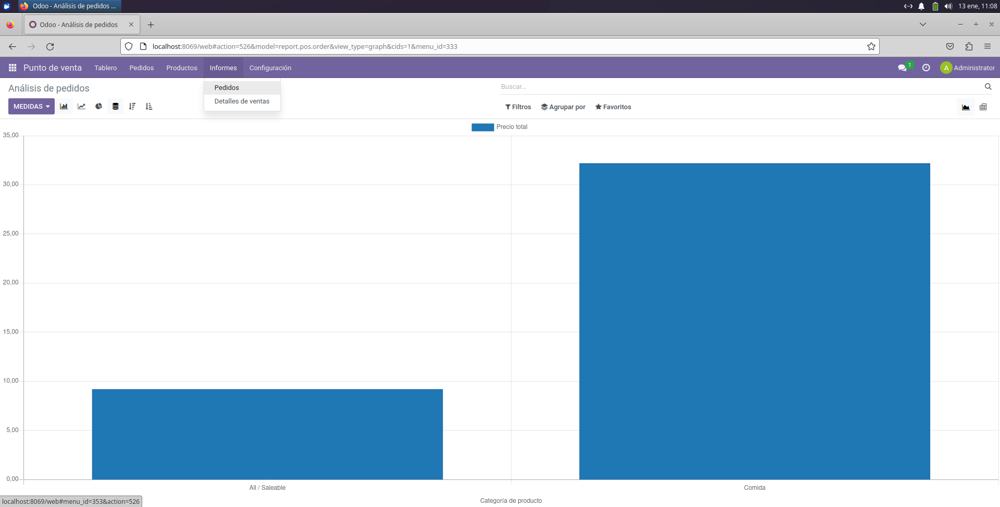 Odoo - Análisis de pedidos ...
13 ene, 11:08
Odoo - Análisis de pedidos
localhost:8069/web#action=526&model=report.pos.order&view_type=graph&cids=1&menu_id=333
Punto de venta Tablero Pedidos Productos Informes Configuración 1 A Administrator
Análisis de pedidos
Pedidos
Detalles de ventas
Buscar...
MEDIDAS
Filtros Agrupar por Favoritos
Precio total
35,00
30,00
25,00
20,00
15,00
10,00
5,00
0,00
All / Saleable Comida
Categoría de producto
localhost:8069/web#menu_id=353&action=526